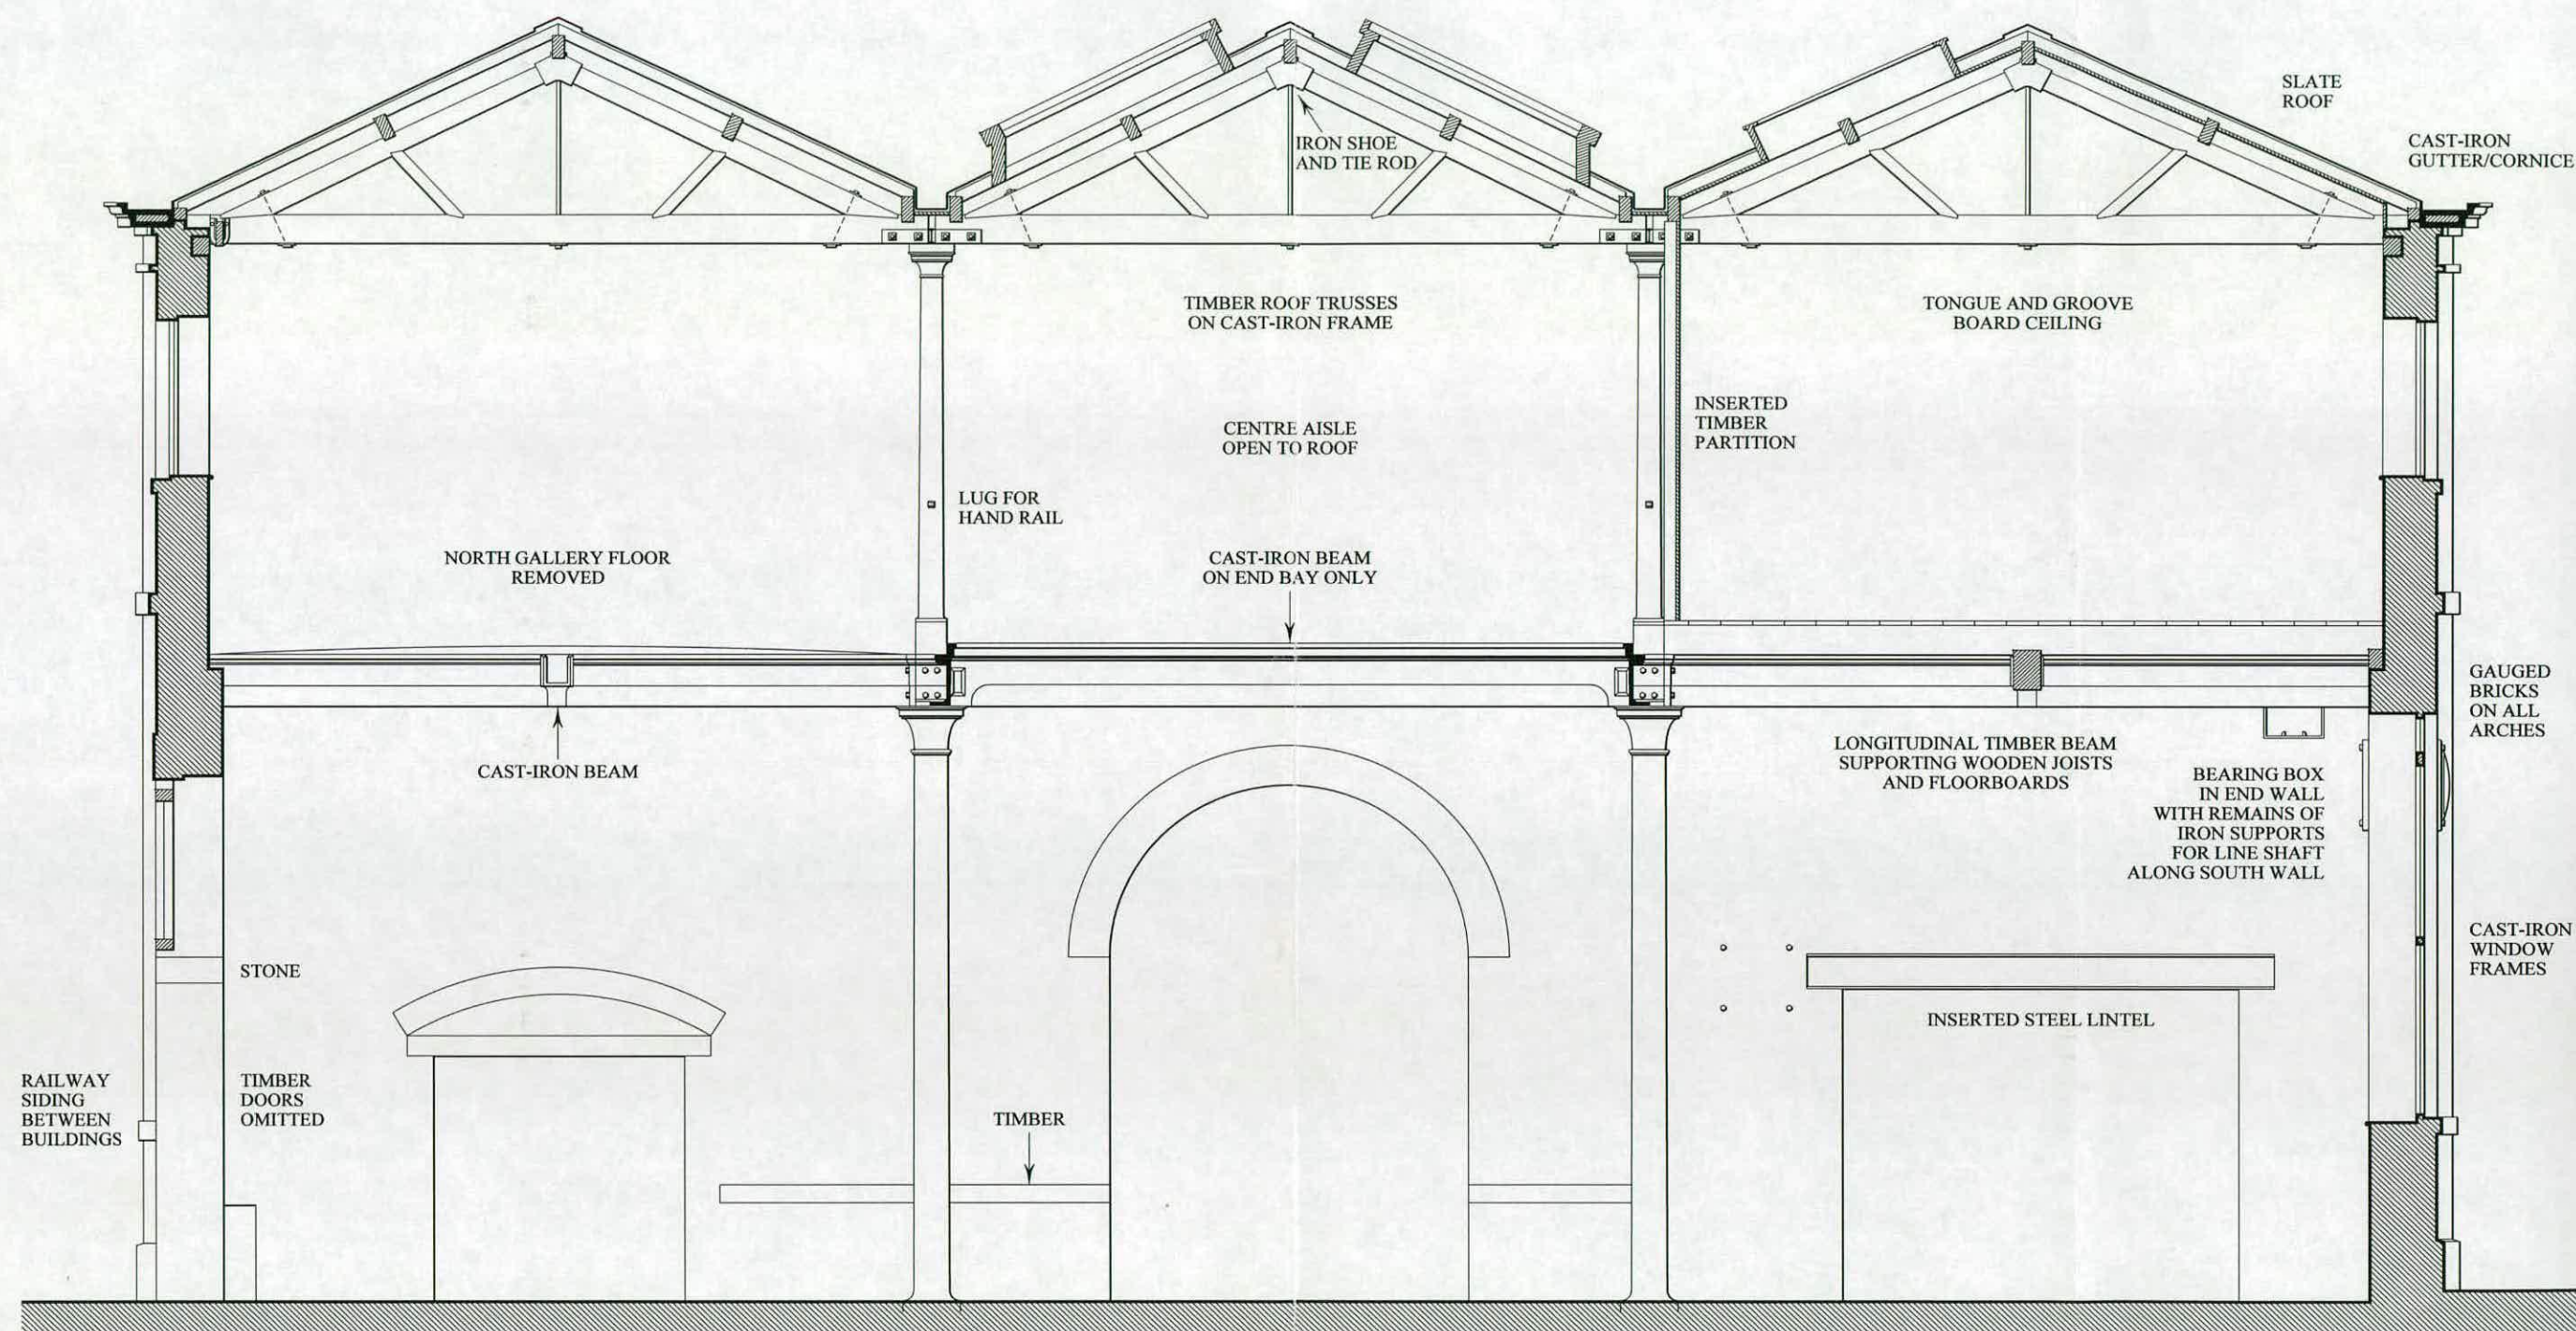 SLATE
ROOF
CAST-IRON
GUTTER/CORNICE
IRON SHOE
AND TIE ROD
TIMBER ROOF TRUSSES
ON CAST-IRON FRAME
TONGUE AND GROOVE
BOARD CEILING
INSERTED
TIMBER
PARTITION
CENTRE AISLE
OPEN TO ROOF
LUG FOR
HAND RAIL
NORTH GALLERY FLOOR
REMOVED
CAST-IRON BEAM
ON END BAY ONLY
GAUGED
BRICKS
ON ALL
ARCHES
CAST-IRON BEAM
LONGITUDINAL TIMBER BEAM
SUPPORTING WOODEN JOISTS
AND FLOORBOARDS
BEARING BOX
IN END WALL
WITH REMAINS OF
IRON SUPPORTS
FOR LINE SHAFT
ALONG SOUTH WALL
CAST-IRON
WINDOW
FRAMES
STONE
INSERTED STEEL LINTEL
RAILWAY
SIDING
BETWEEN
BUILDINGS
TIMBER
DOORS
OMITTED
TIMBER